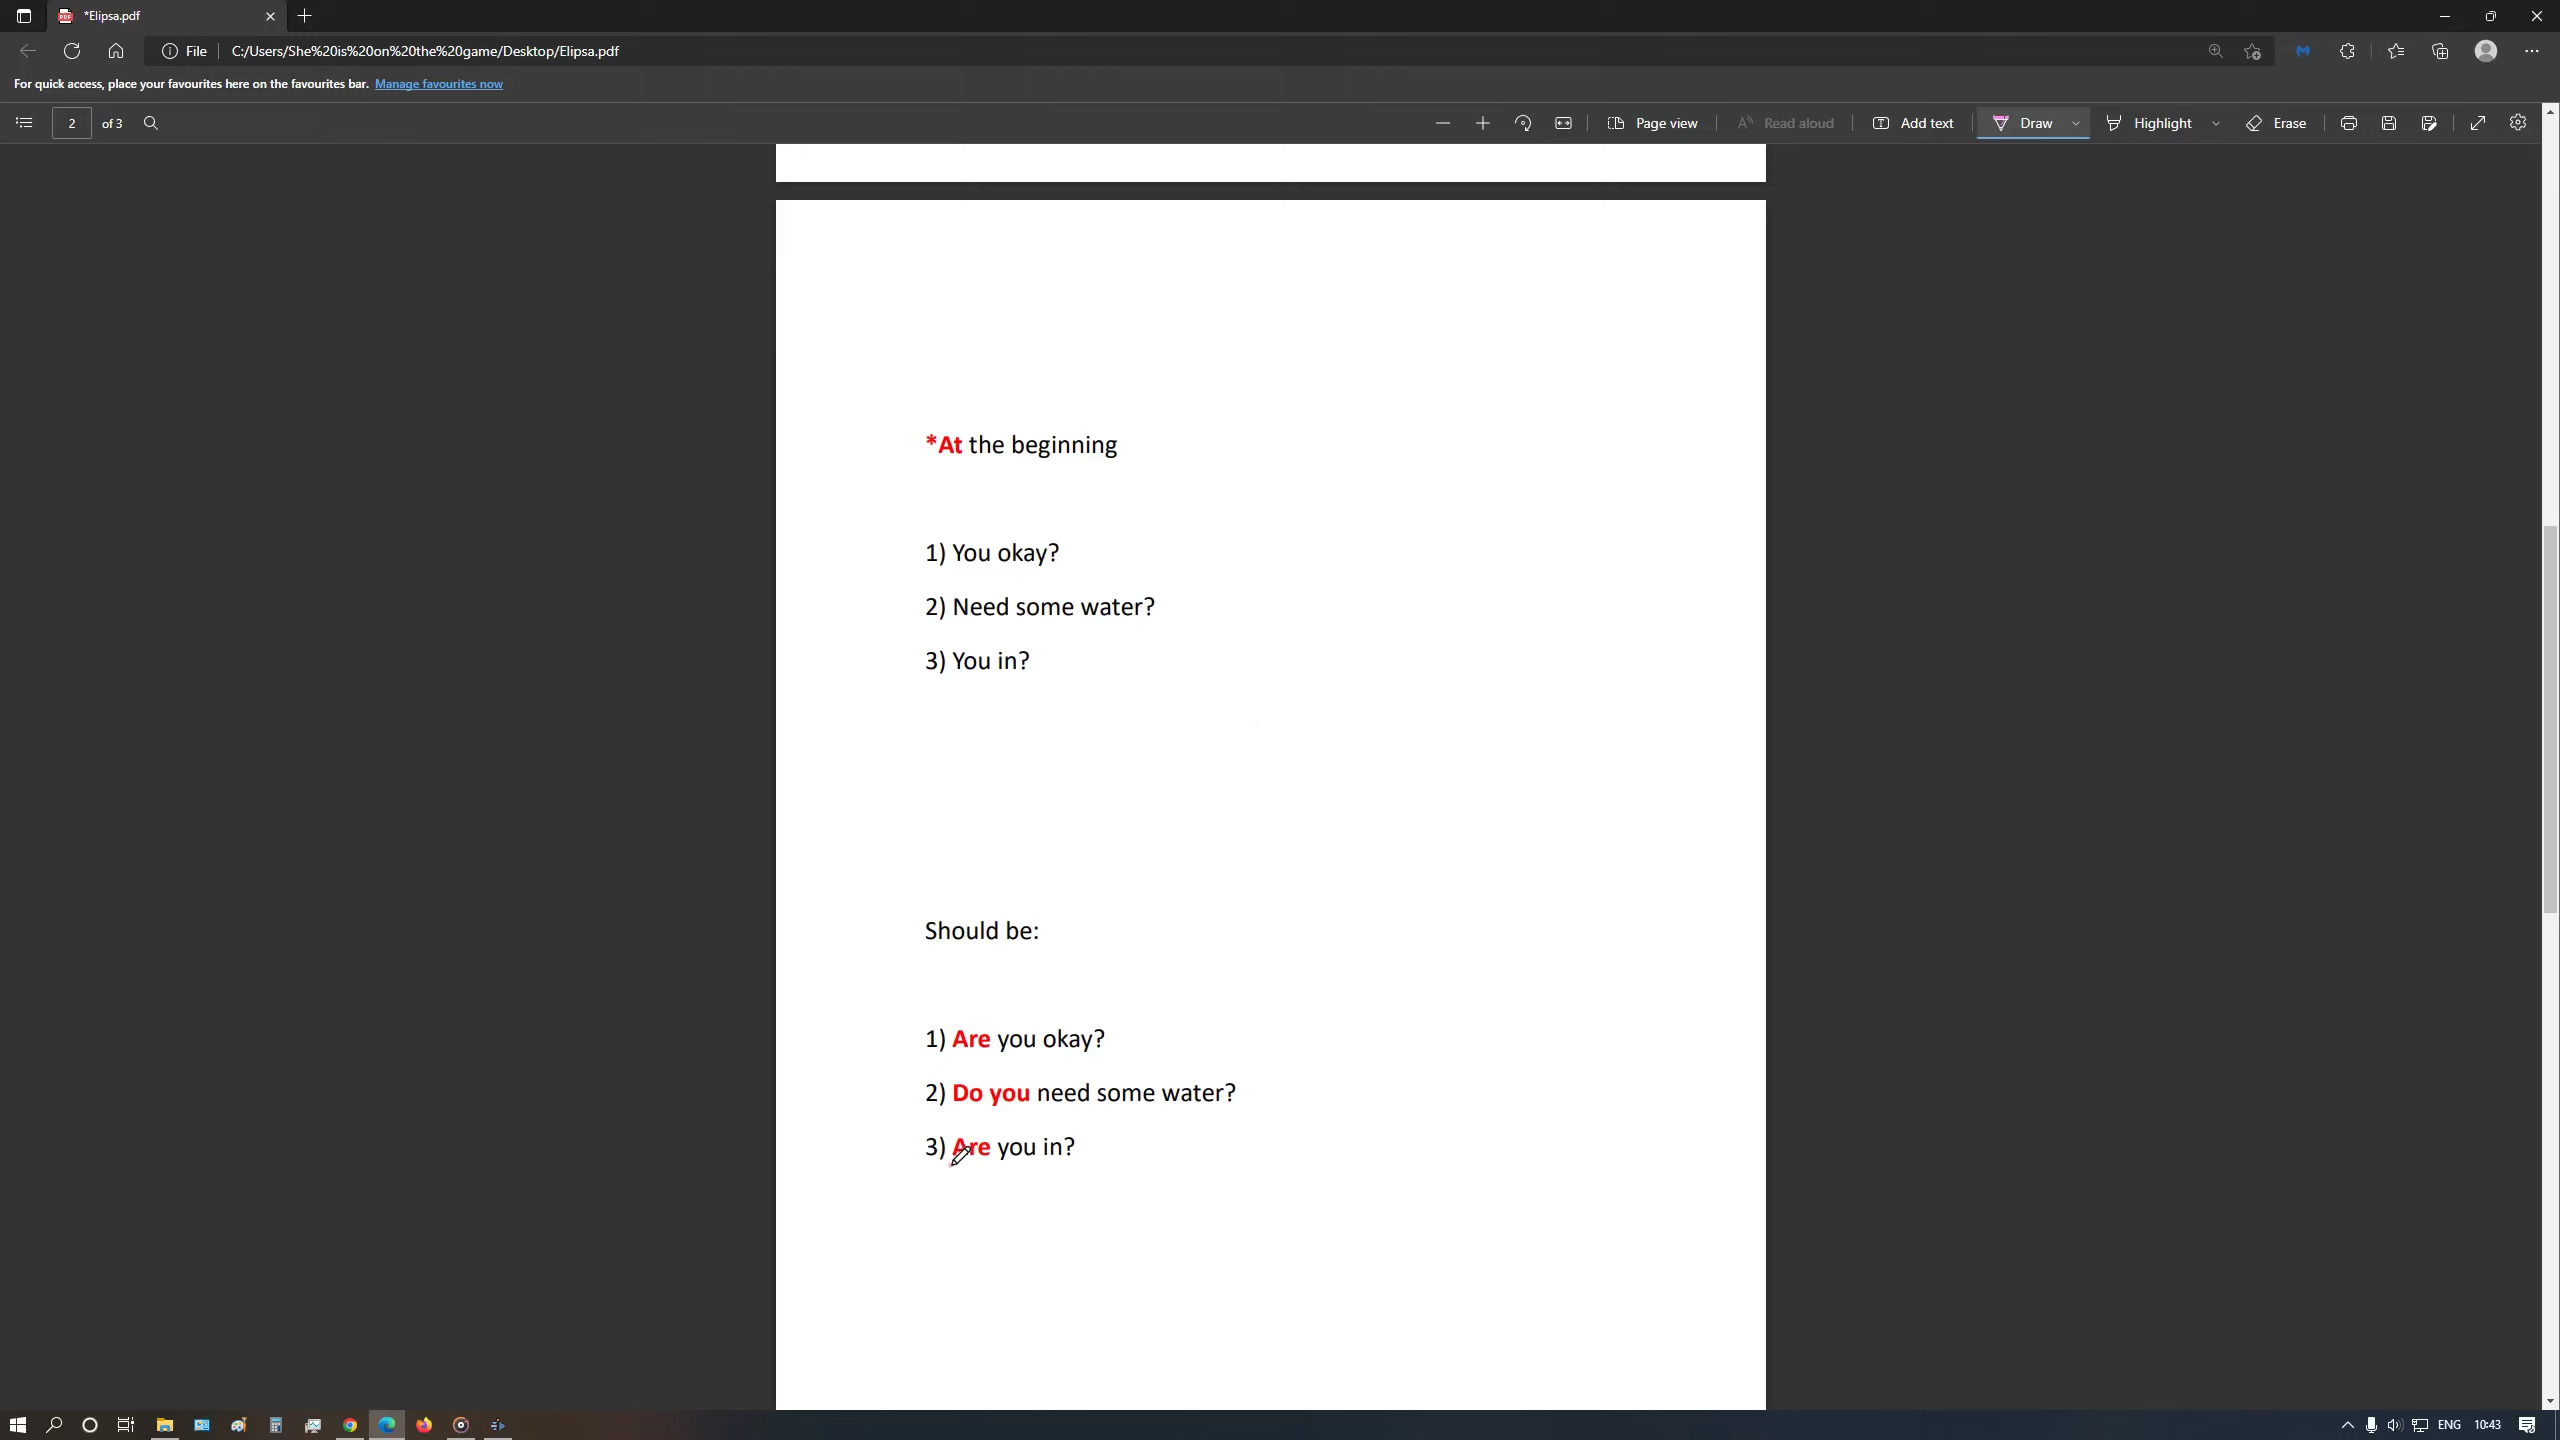 *Elipsa.pdf
File
C:/Users/She%20is%20on%20the%20game/Desktop/Elipsa.pdf
For quick access, place your favourites here on the favourites bar. Manage favourites now
2 of 3
Page view
Read aloud
Add text
Draw
Highlight
Erase
*At the beginning
1) You okay?
2) Need some water?
3) You in?
Should be:
1) Are you okay?
2) Do you need some water?
3) Are you in?
ENG 10:43